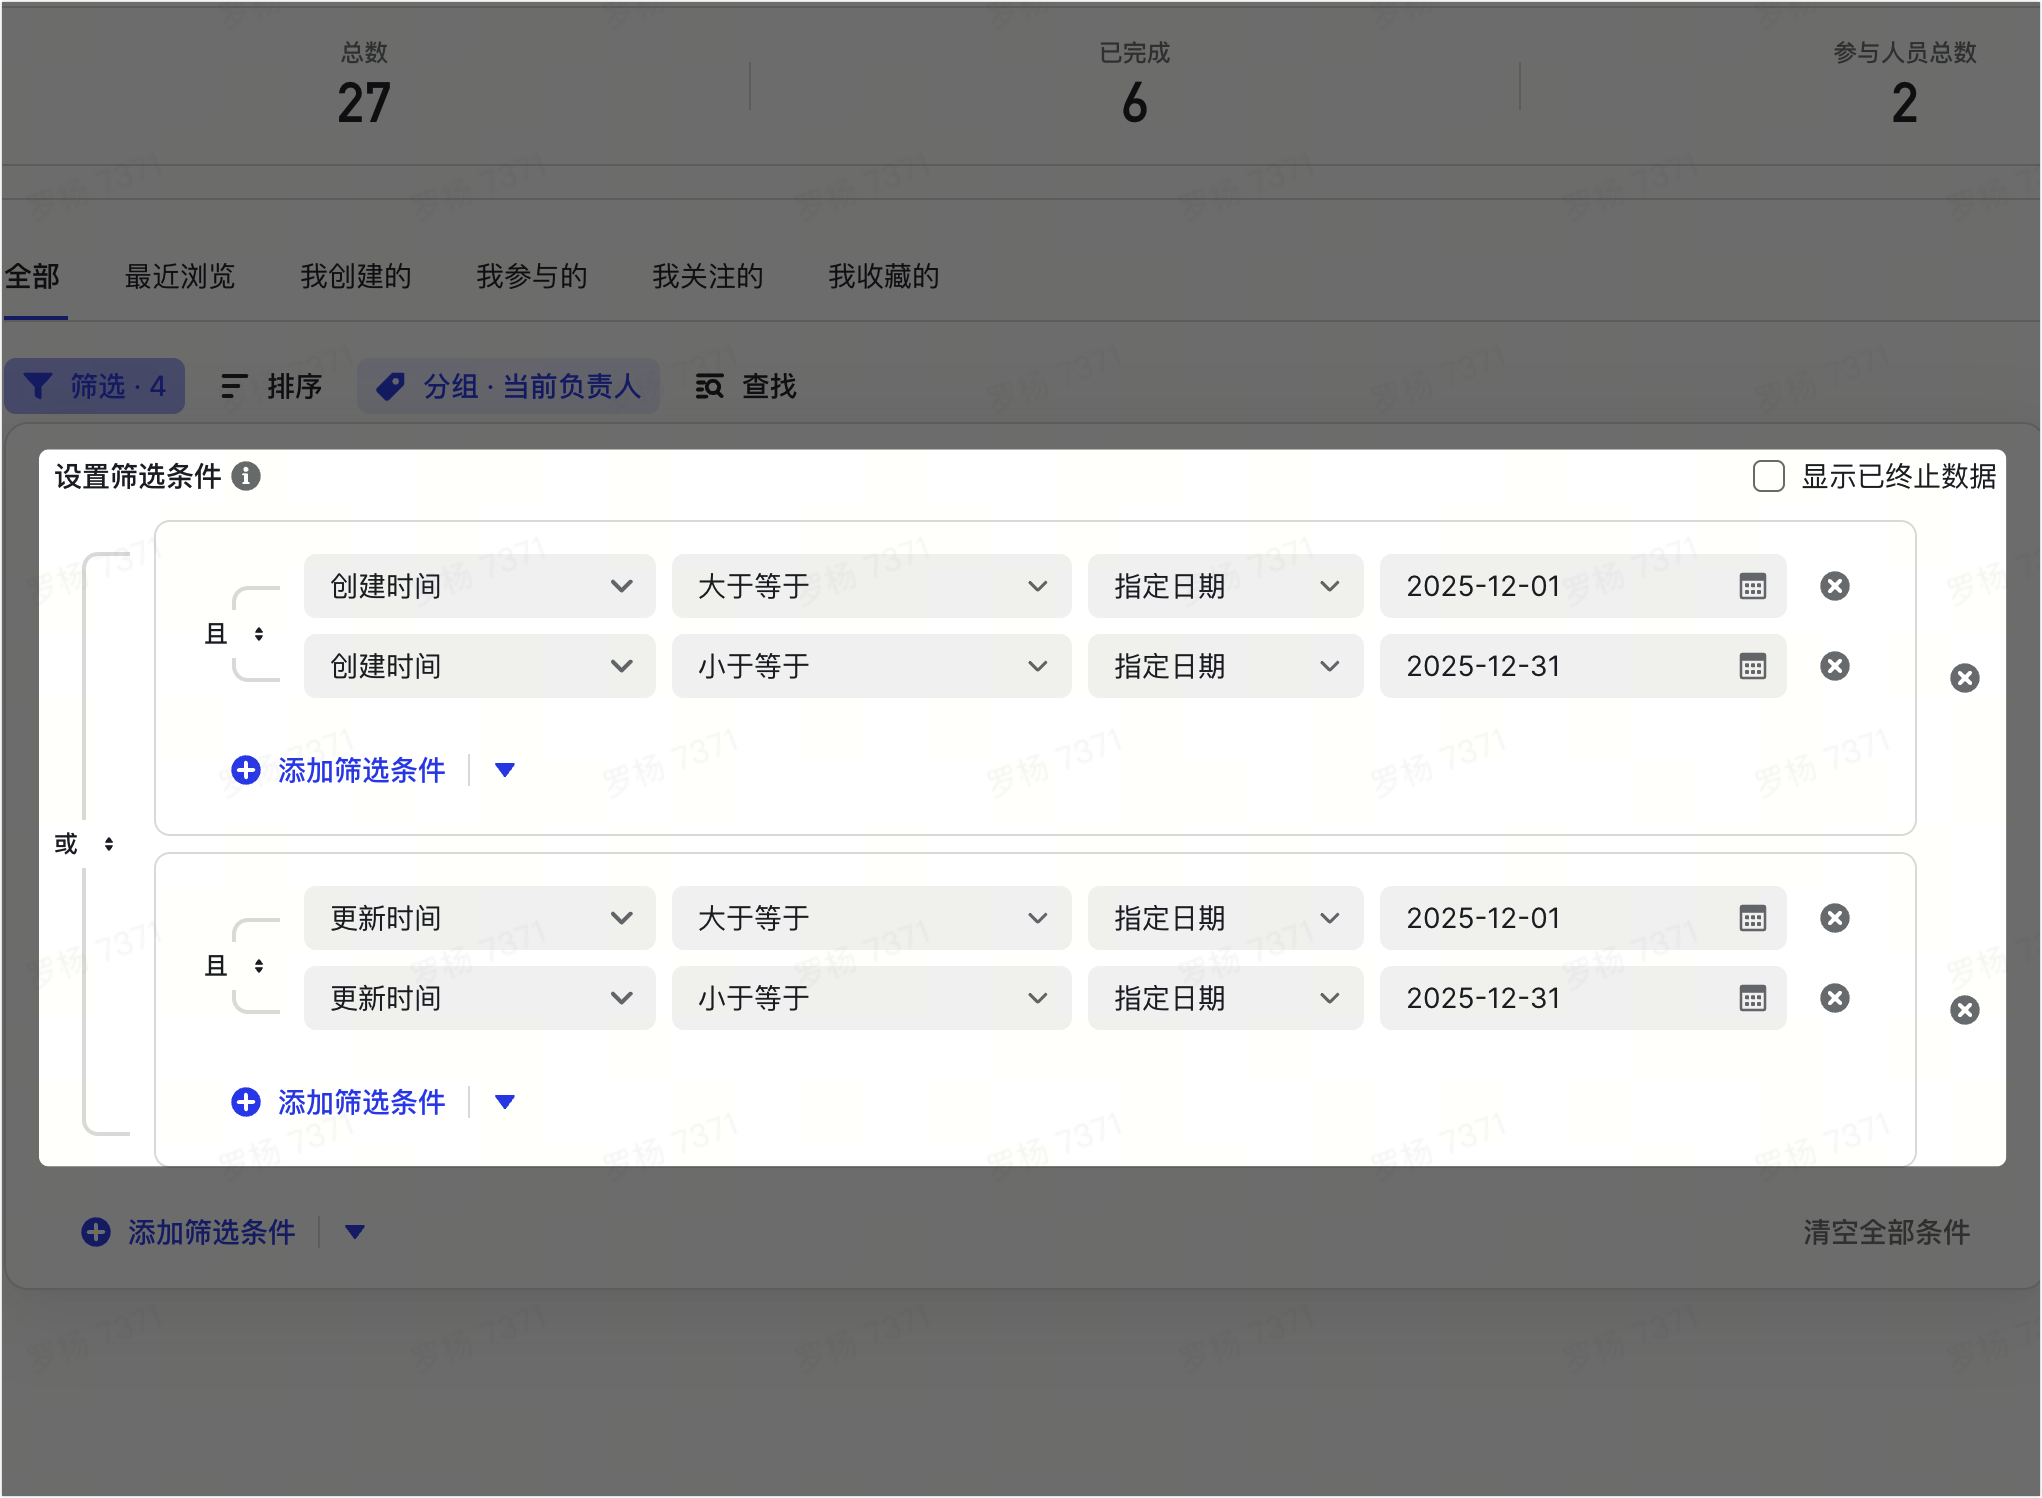 总数
27
已完成
6
参与人员总数
2
全部 最近浏览 我创建的 我参与的 我关注的 我收藏的
筛选 · 4 排序 分组 · 当前负责人 查找
设置筛选条件 显示已终止数据
创建时间 大于等于 指定日期 2025-12-01
且
创建时间 小于等于 指定日期 2025-12-31
添加筛选条件
或
更新时间 大于等于 指定日期 2025-12-01
且
更新时间 小于等于 指定日期 2025-12-31
添加筛选条件
添加筛选条件 清空全部条件
罗杨 7371